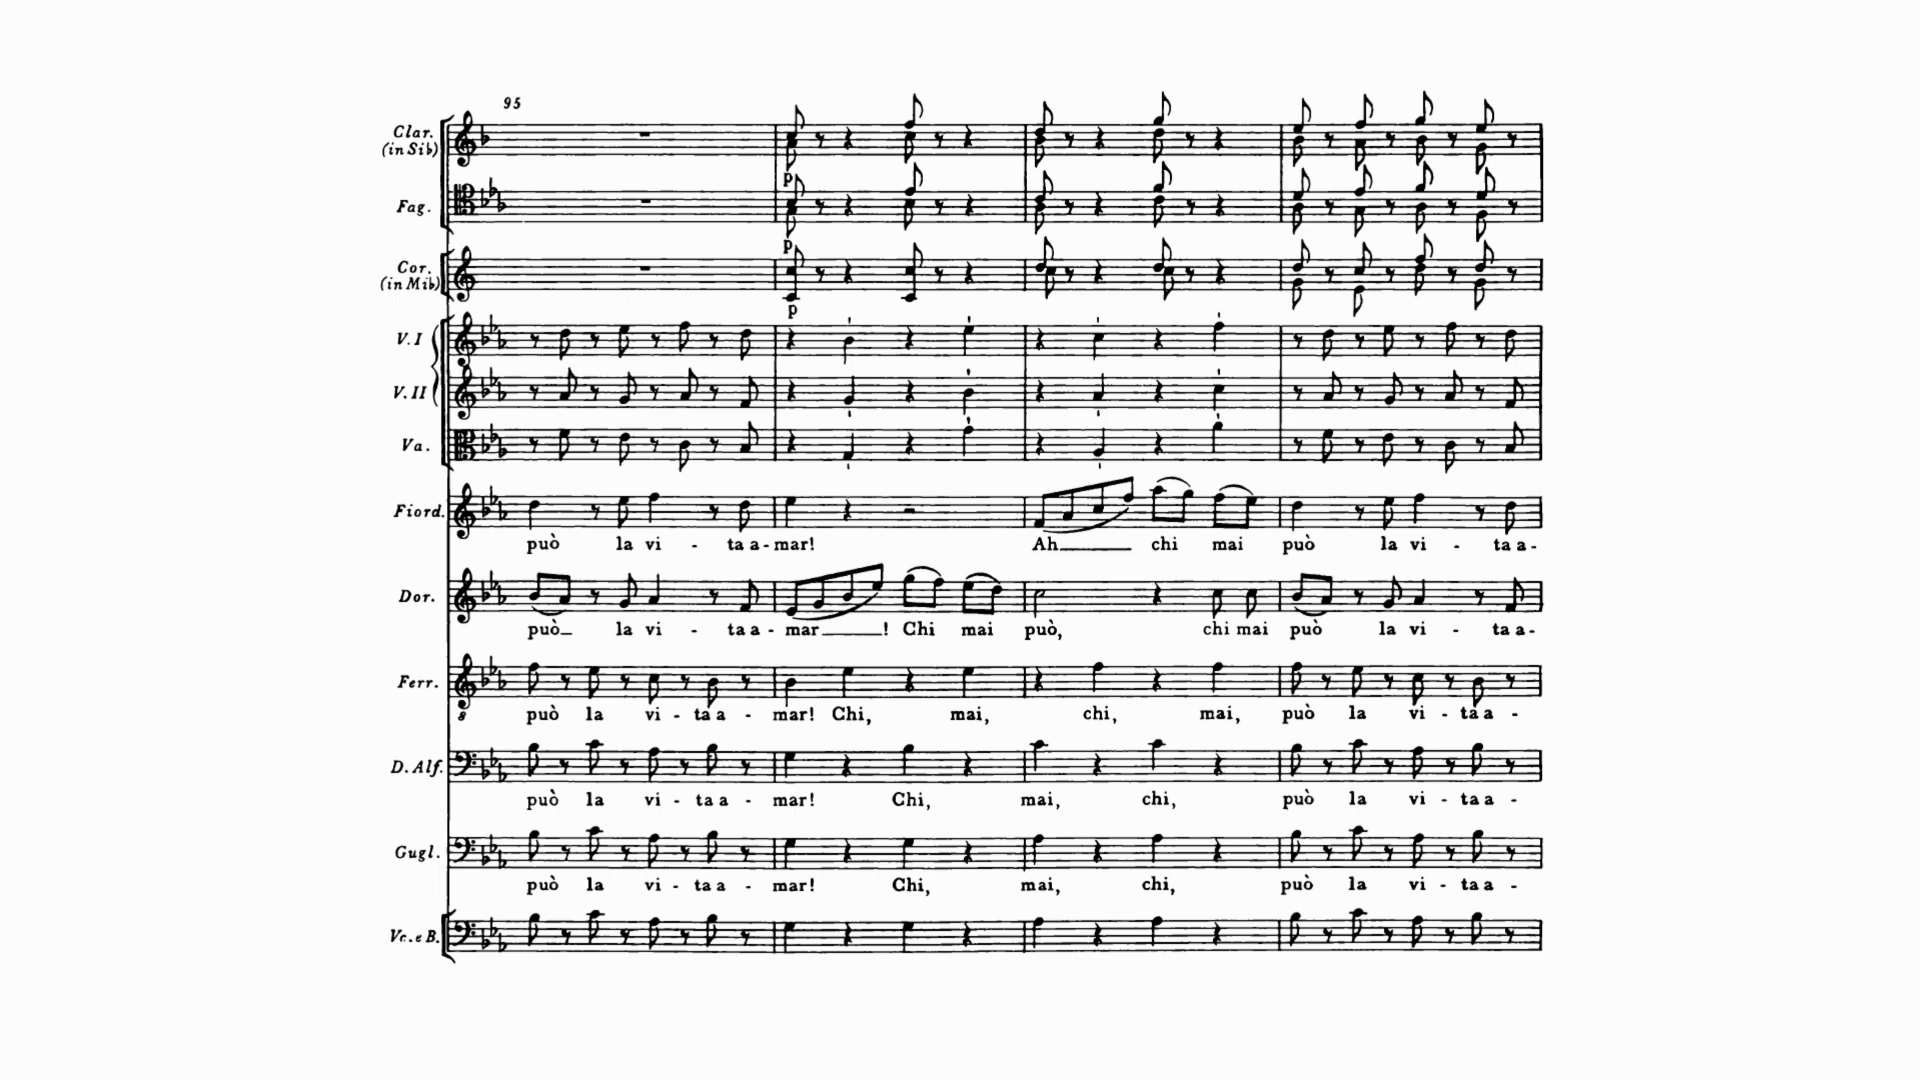 95
Clar.
(in Sib)
p
Fag.
p
Cor.
(in Mib)
p
V. I
V. II
Va.
Fiord.
può la vi - ta a - mar! Ah chi mai può la vi - ta a -
Dor.
può la vi - ta a - mar ! Chi mai può, chi mai può la vi - ta a -
Ferr.
8
può la vi - ta a - mar! Chi, mai, chi, mai, può la vi - ta a -
D. Alf.
può la vi - ta a - mar! Chi, mai, chi, può la vi - ta a -
Gugl.
può la vi - ta a - mar! Chi, mai, chi, può la vi - ta a -
Vc. e B.